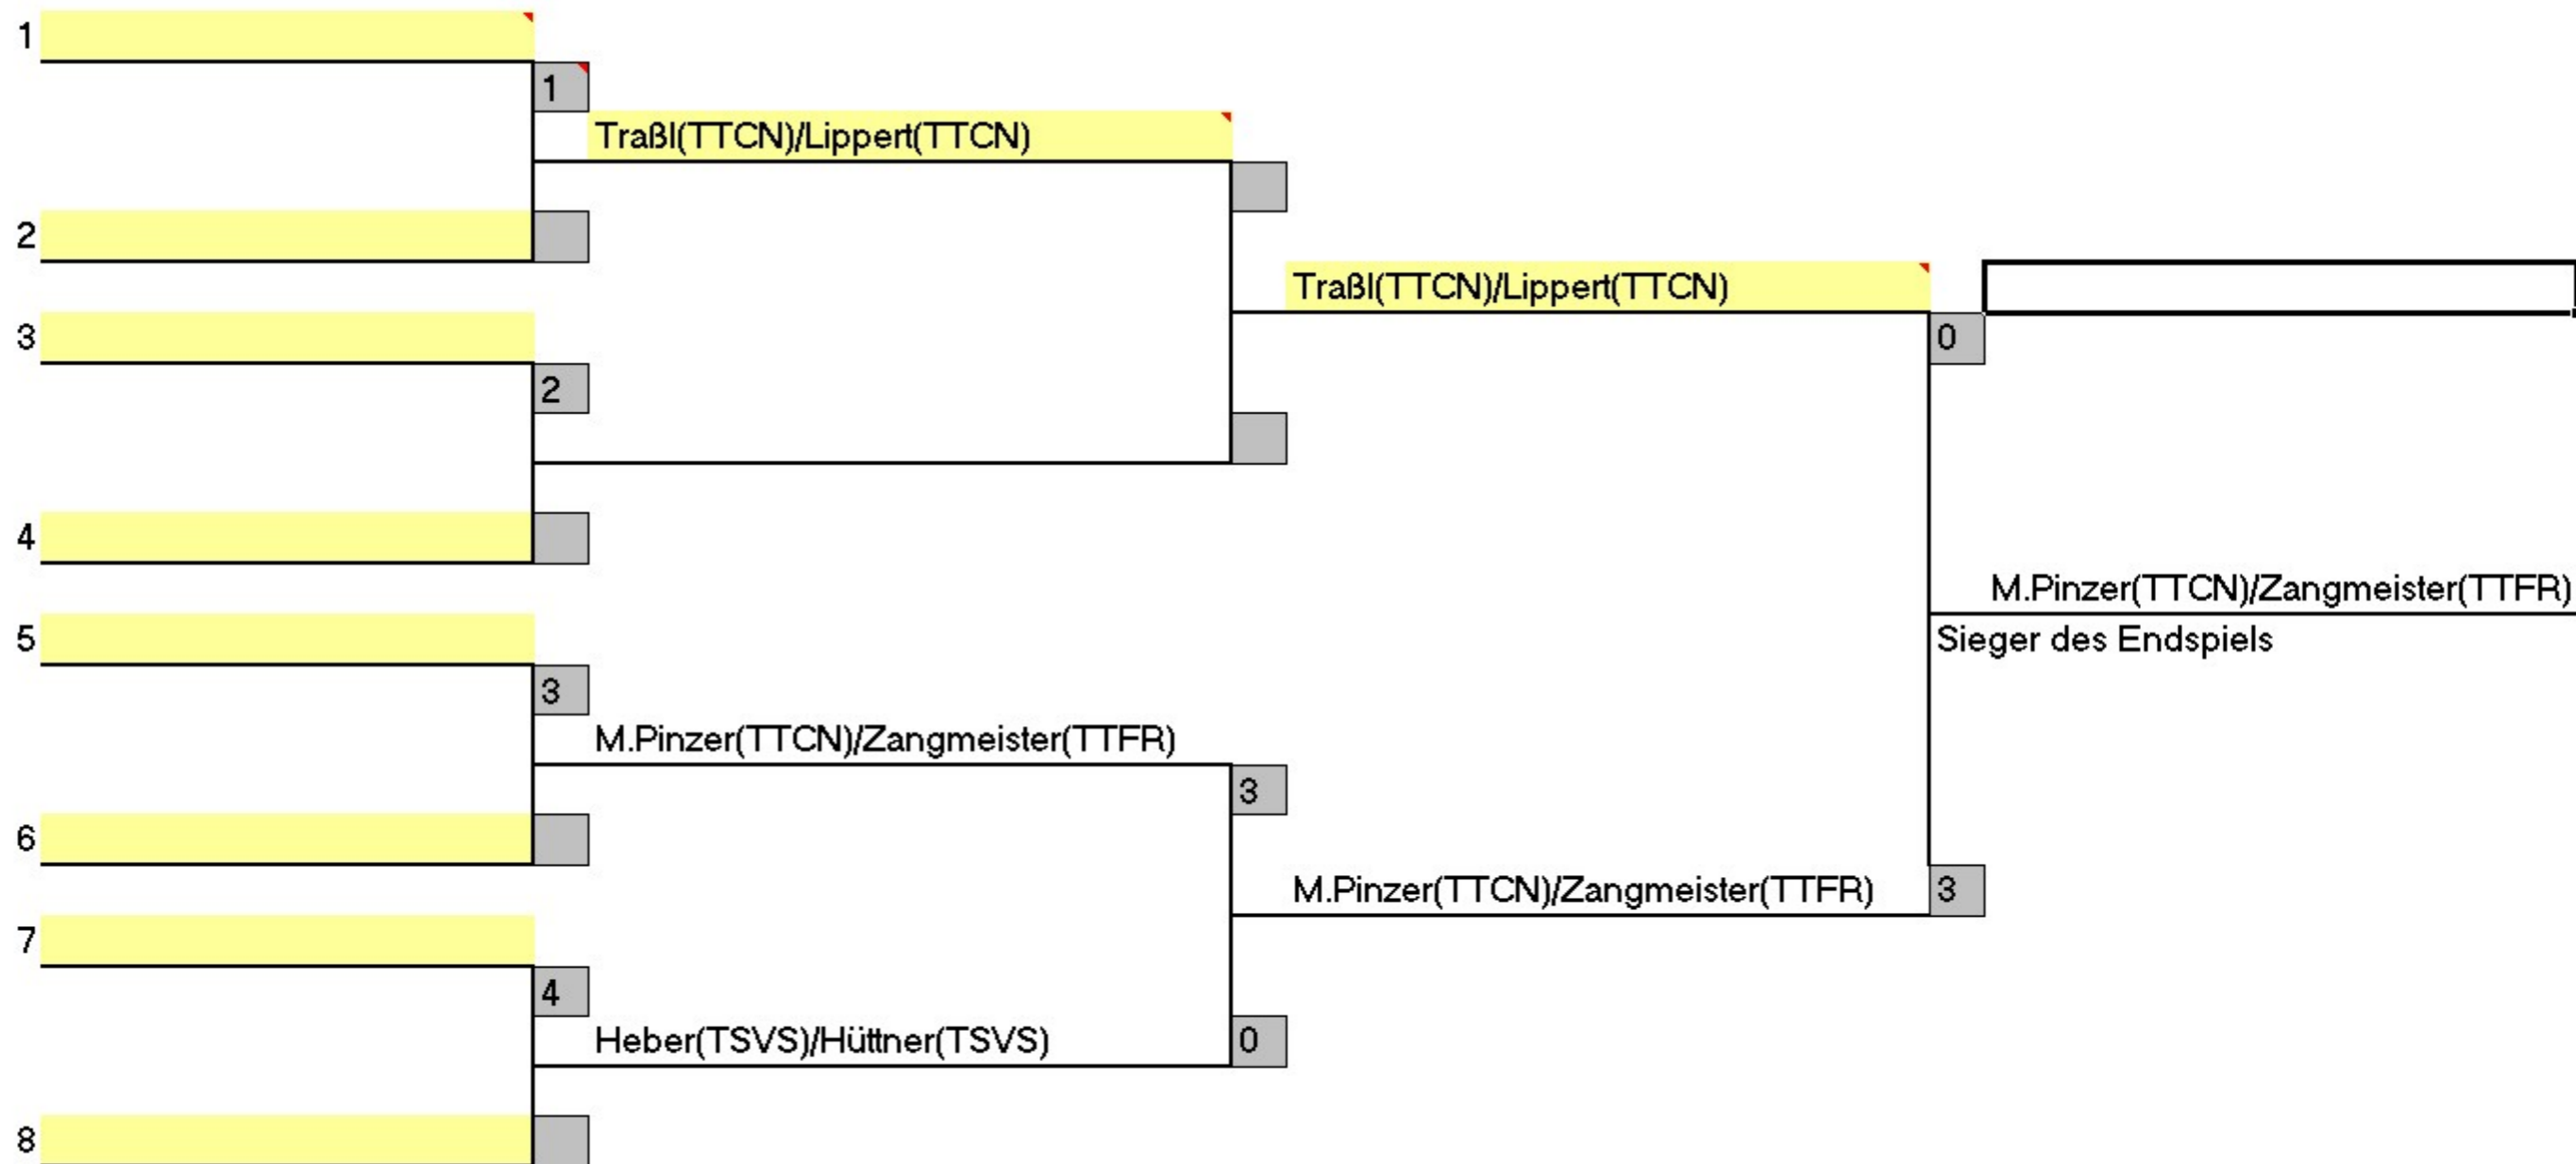 1
1
Traßl(TTCN)/Lippert(TTCN)
2
Traßl(TTCN)/Lippert(TTCN)
3
0
2
4
M.Pinzer(TTCN)/Zangmeister(TTFR)
5
Sieger des Endspiels
3
M.Pinzer(TTCN)/Zangmeister(TTFR)
3
6
M.Pinzer(TTCN)/Zangmeister(TTFR)
3
7
4
Heber(TSVS)/Hüttner(TSVS)
0
8